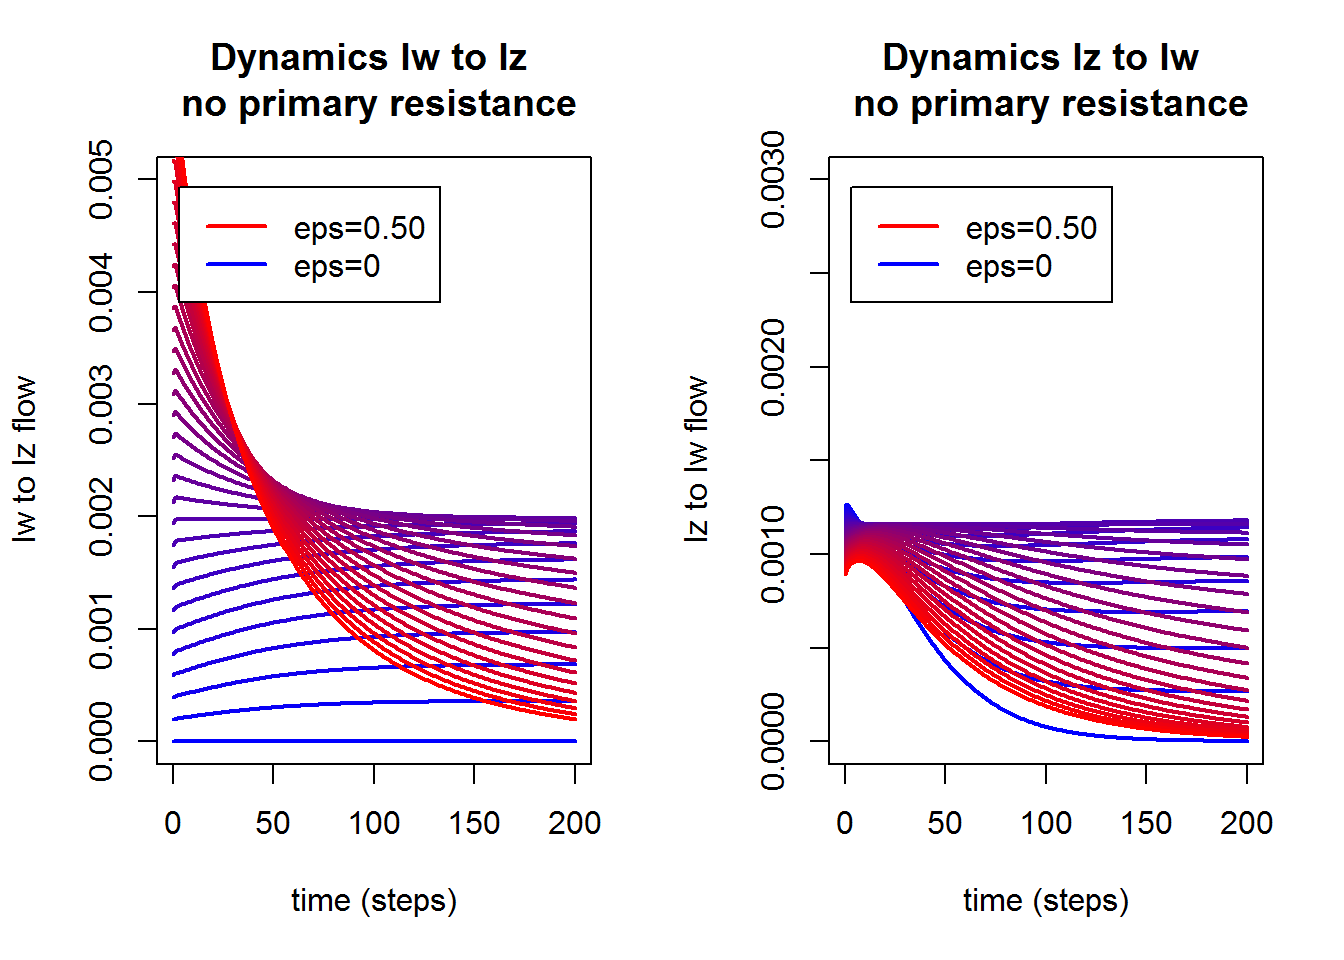 Dynamics Iw to Iz
no primary resistance
0.005
0.004
0.003
0.002
0.001
0.000
Iw to Iz flow
eps=0.50
eps=0
0
50
100
150
200
time (steps)
Dynamics Iz to Iw
no primary resistance
0.0030
0.0020
0.0010
0.0000
Iz to Iw flow
eps=0.50
eps=0
0
50
100
150
200
time (steps)